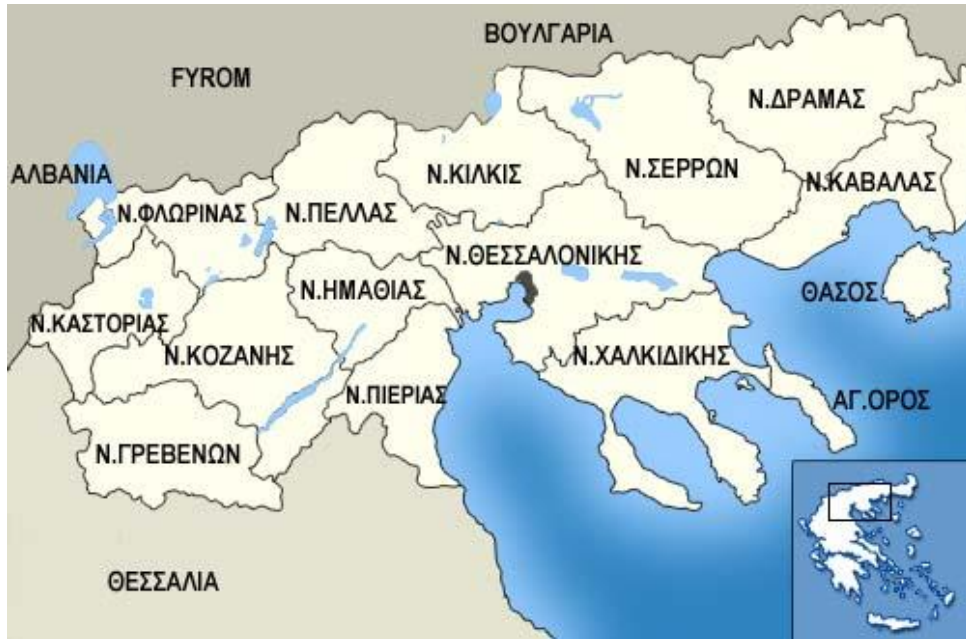 ΒΟΥΛΓΑΡΙΑ
FYROM
Ν.ΔΡΑΜΑΣ
ΑΛΒΑΝΙΑ
Ν.ΚΙΛΚΙΣ
Ν.ΣΕΡΡΩΝ
Ν.ΚΑΒΑΛΑΣ
Ν.ΦΛΩΡΙΝΑΣ
Ν.ΠΕΛΛΑΣ
Ν.ΘΕΣΣΑΛΟΝΙΚΗΣ
Ν.ΗΜΑΘΙΑΣ
ΘΑΣΟΣ
Ν.ΚΑΣΤΟΡΙΑΣ
Ν.ΚΟΖΑΝΗΣ
Ν.ΧΑΛΚΙΔΙΚΗΣ
Ν.ΠΙΕΡΙΑΣ
ΑΓ.ΟΡΟΣ
Ν.ΓΡΕΒΕΝΩΝ
ΘΕΣΣΑΛΙΑ